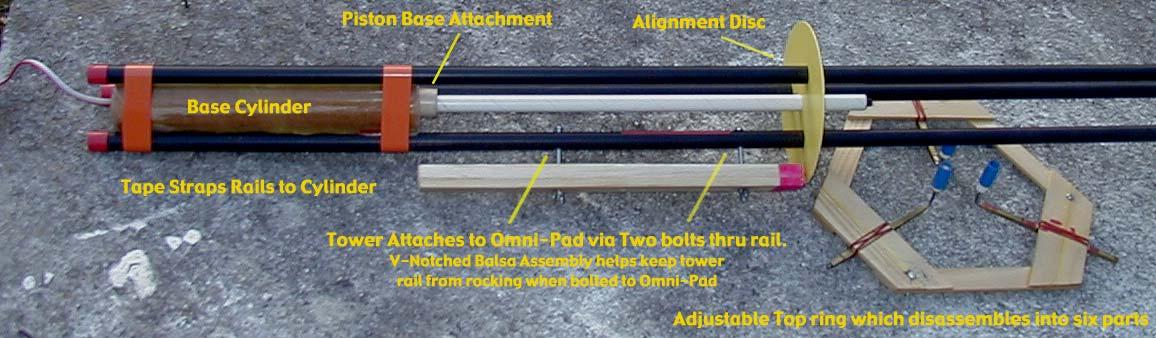 Piston Base Attachment
Alignment Disc
Base Cylinder
Tape Straps Rails to Cylinder
Tower Attaches to Omni-Pad via Two bolts thru rail.
V-Notched Balsa Assembly helps keep tower
rail from rocking when bolted to Omni-Pad
Adjustable Top ring which disassembles into six parts